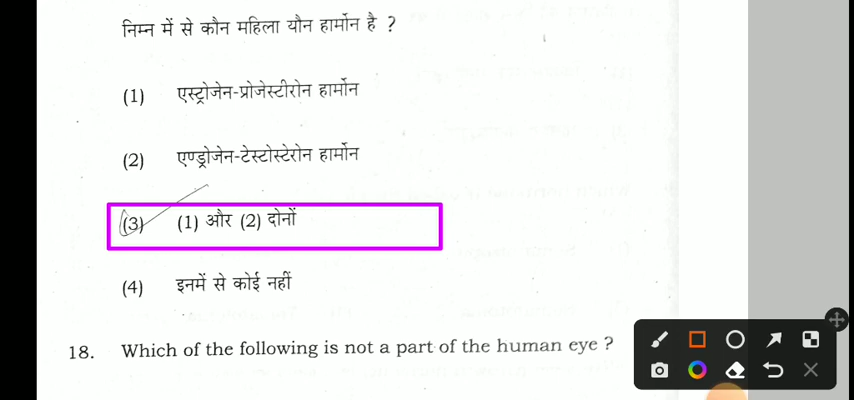 निम्न में से कौन महिला यौन हार्मोन है ?
(1) एस्ट्रोजेन-प्रोजेस्टीरोन हार्मोन
(2) एण्ड्रोजेन-टेस्टोस्टेरोन हार्मोन
(3) (1) और (2) दोनों
(4) इनमें से कोई नहीं
18. Which of the following is not a part of the human eye ?